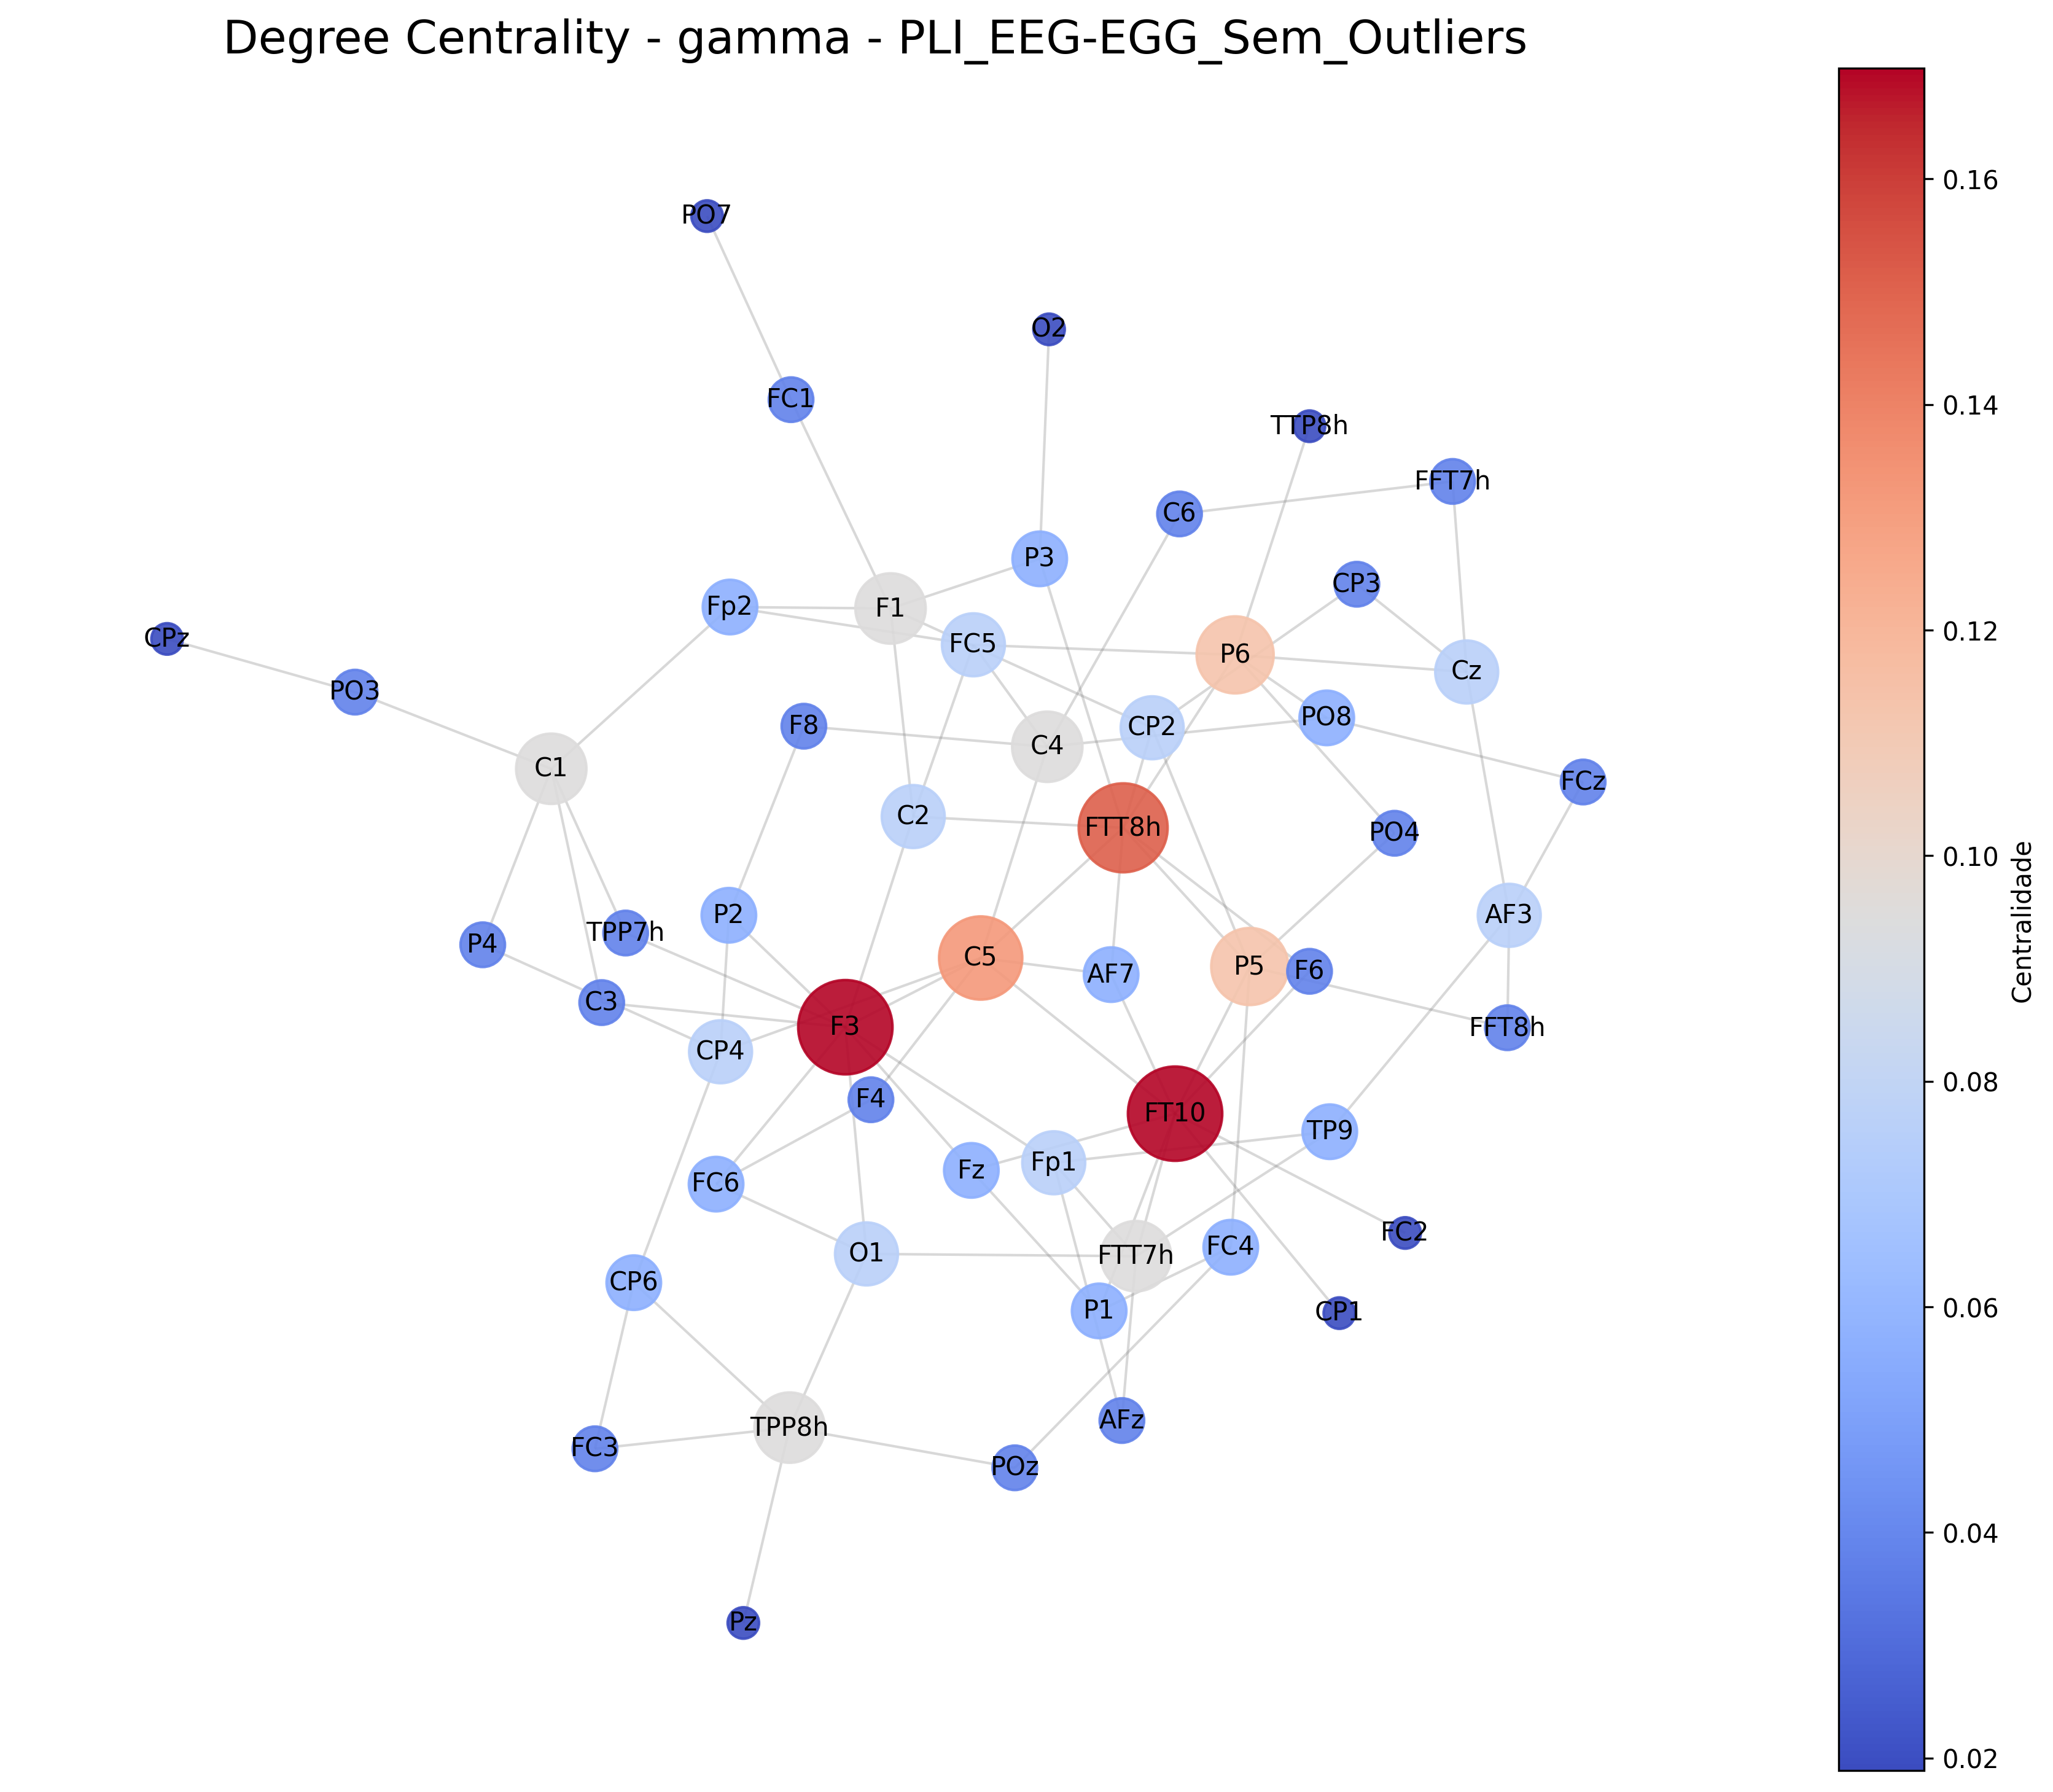 Degree Centrality - gamma - PLI_EEG-EGG_Sem_Outliers
PO7
O2
FC1
TTP8h
FFT7h
C6
P3
CP3
Fp2
F1
CPz
FC5
P6
Cz
PO3
PO8
F8
CP2
C4
C1
FCz
C2
FTT8h
PO4
P2
AF3
TPP7h
P4
C5
P5
F6
AF7
C3
F3
FFT8h
CP4
F4
FT10
TP9
Fp1
Fz
FC6
FC2
FC4
O1
FTT7h
CP6
P1
CP1
AFz
TPP8h
FC3
POz
Pz
0.16
0.14
0.12
0.10
0.08
0.06
0.04
0.02
Centralidade